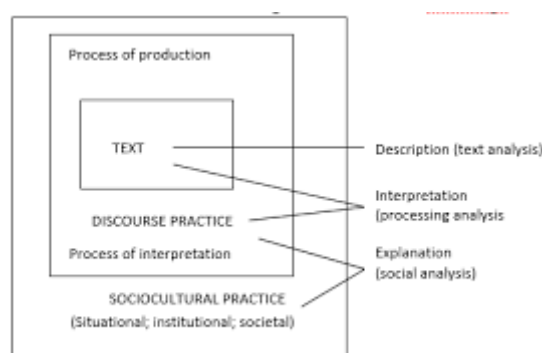 Process of production
TEXT
Description (text analysis)
Interpretation
(processing analysis
DISCOURSE PRACTICE
Process of interpretation
Explanation
(social analysis)
SOCIOCULTURAL PRACTICE
(Situational; institutional; societal)